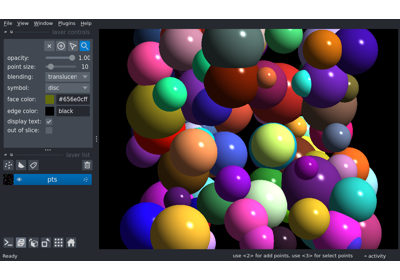 File View Window Plugins Help
layer controls
opacity: 1.00
point size: 10
blending: translucen
symbol: disc
face color: #656e0cff
edge color: black
display text:
out of slice:
layer list
pts
Ready
use <2> for add points, use <3> for select points
activity